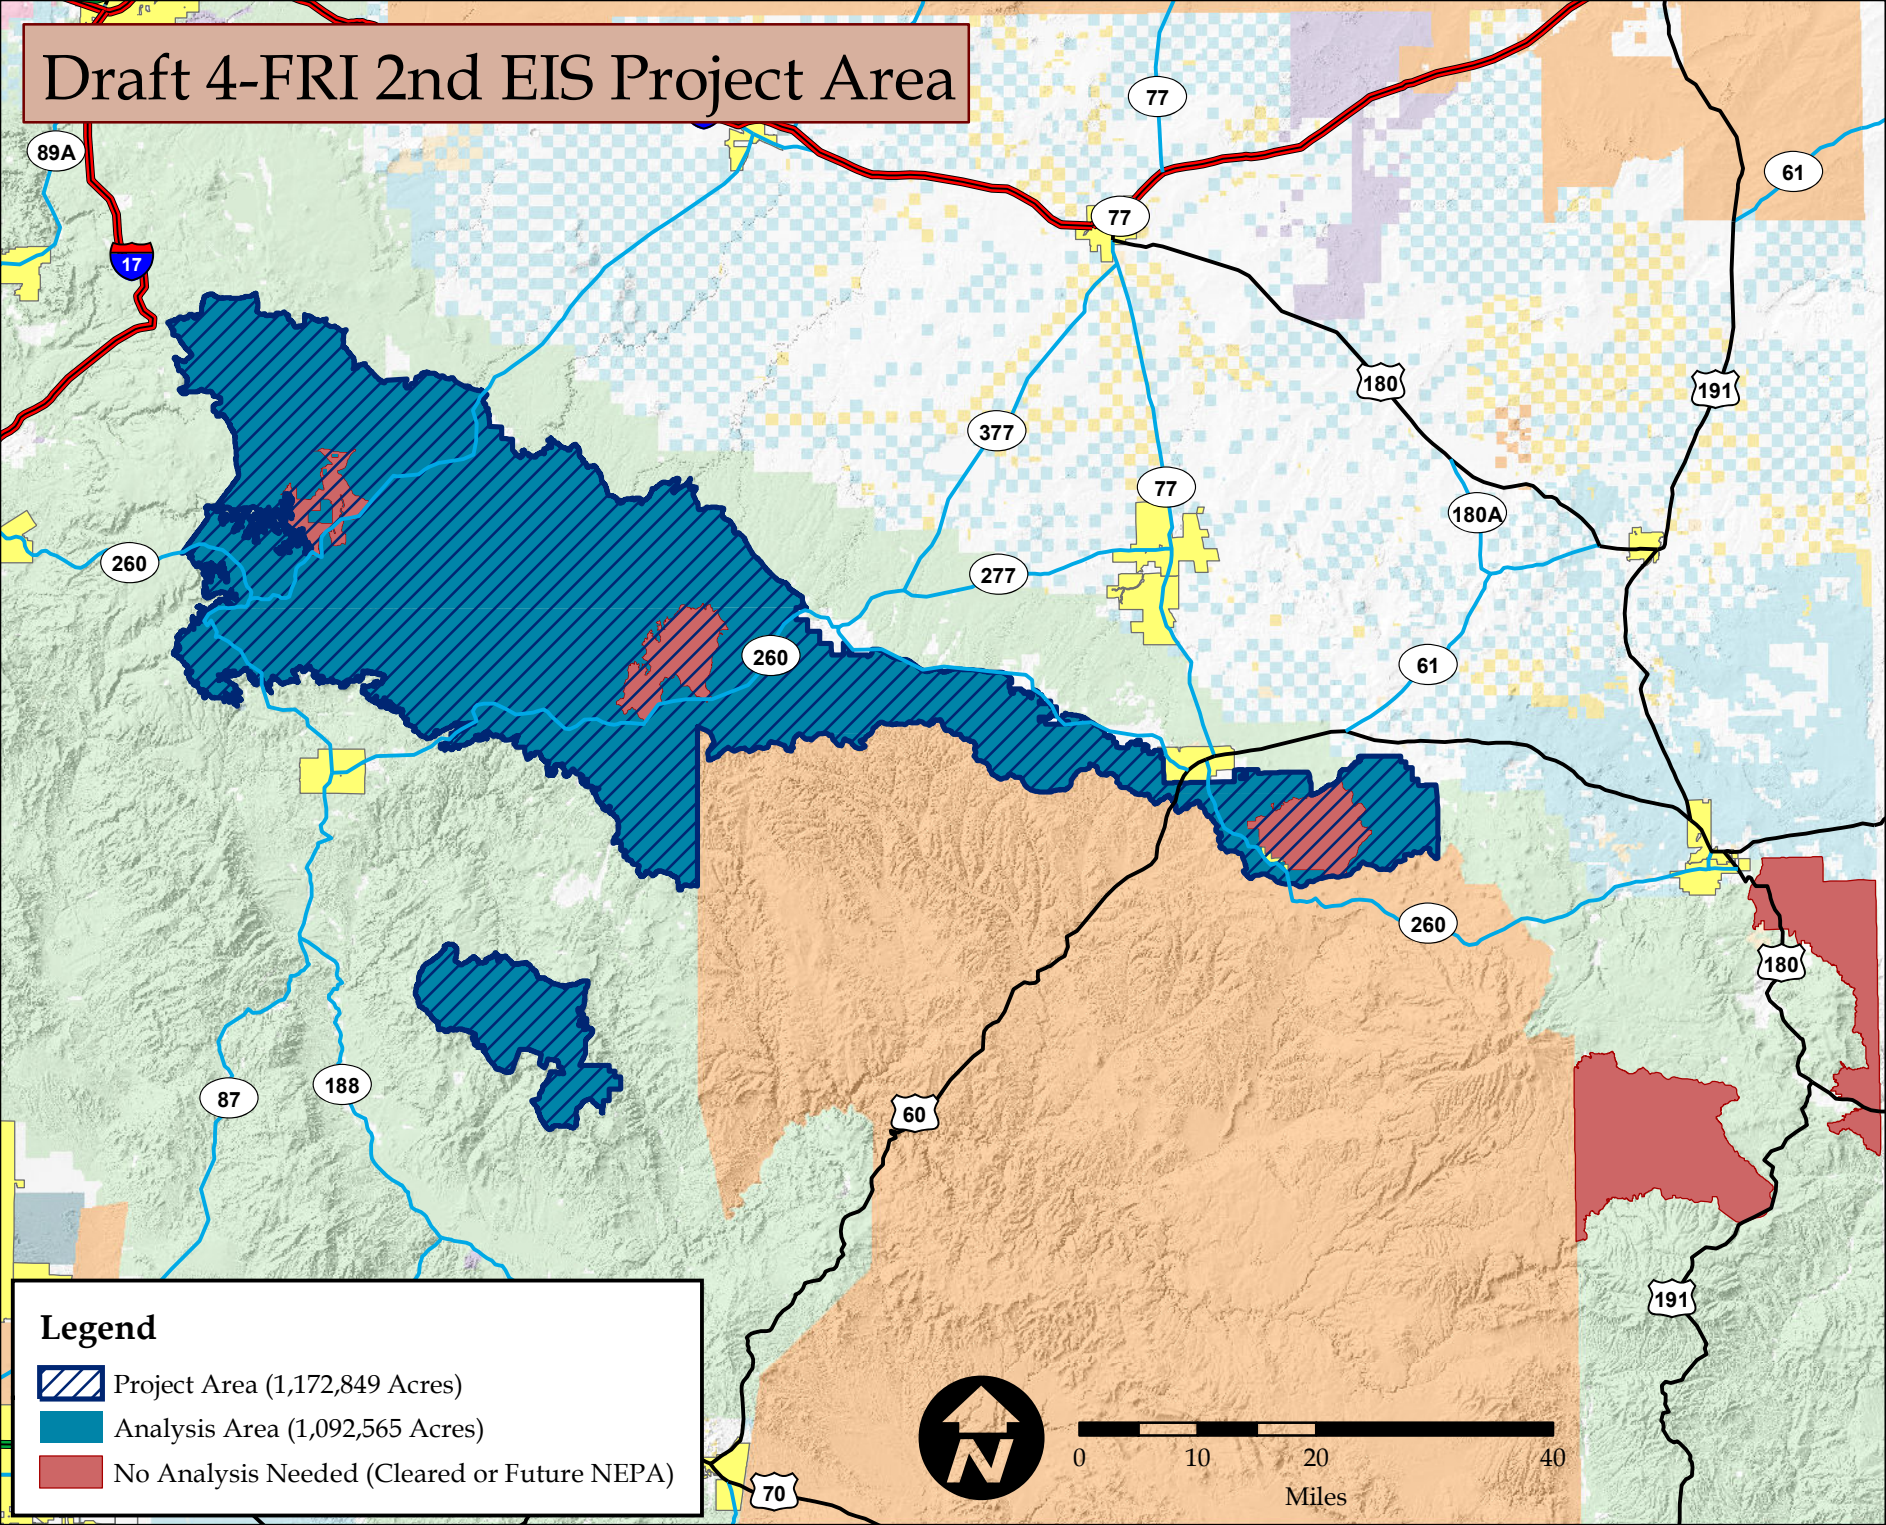 Draft 4-FRI 2nd EIS Project Area
89A
77
61
77
17
180
191
377
77
180A
260
277
260
61
260
180
87
188
60
191
Legend
Project Area (1,172,849 Acres)
Analysis Area (1,092,565 Acres)
No Analysis Needed (Cleared or Future NEPA)
70
N
0 10 20 40
Miles